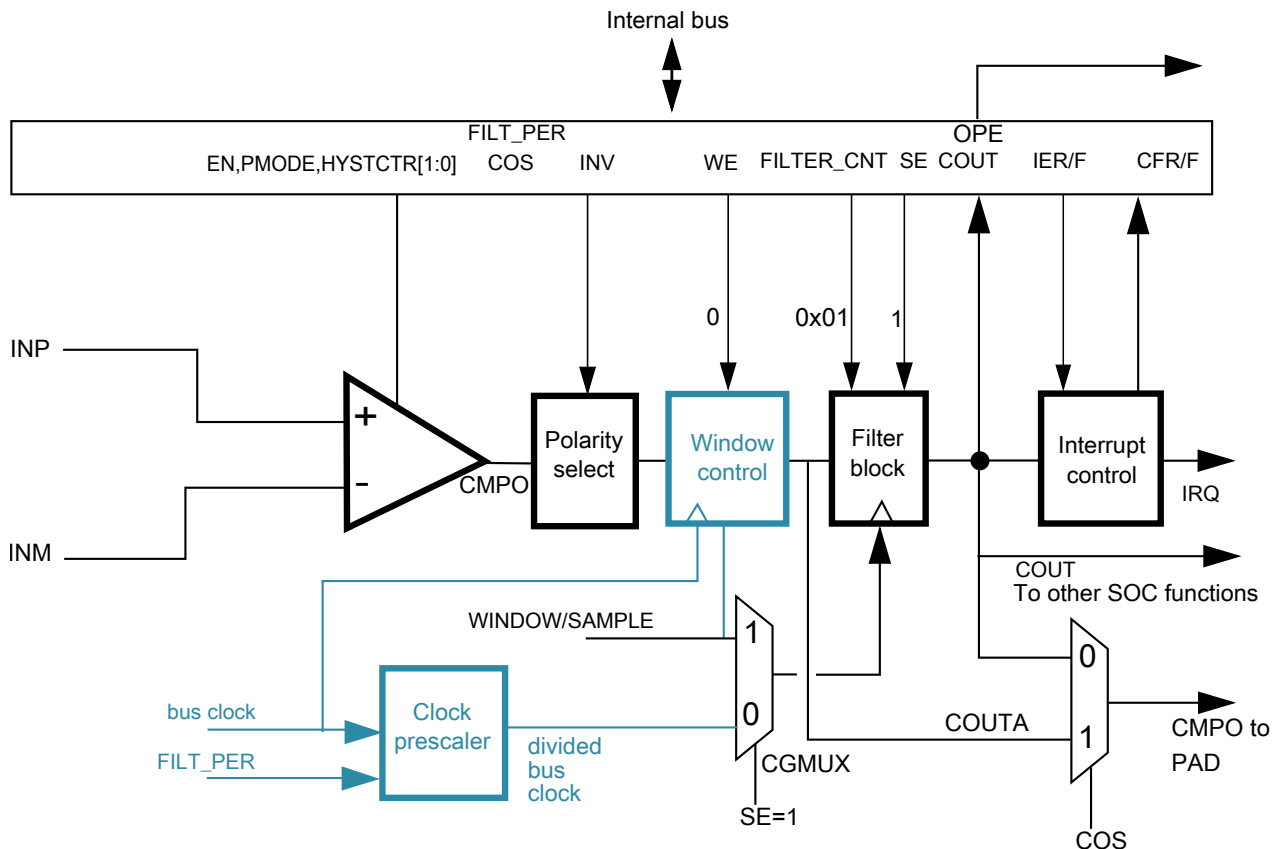 Internal bus
FILT_PER
OPE
EN,PMODE,HYSTCTR[1:0]
COS
INV
WE
FILTER_CNT
SE
COUT
IER/F
CFR/F
0
0x01
1
INP
+
-
INM
CMPO
Polarity
select
Window
control
Filter
block
Interrupt
control
IRQ
COUT
To other SOC functions
WINDOW/SAMPLE
1
0
bus clock
FILT_PER
Clock
prescaler
divided
bus
clock
CGMUX
SE=1
COUTA
0
1
CMPO to
PAD
COS